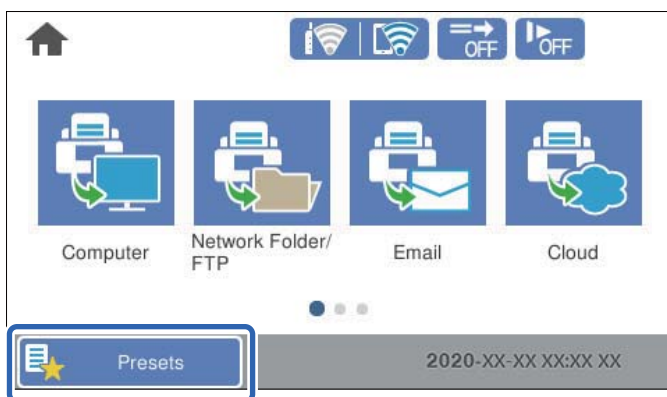 OFF
OFF
Computer
Network Folder/
FTP
Email
Cloud
Presets
2020-XX-XX XX:XX XX